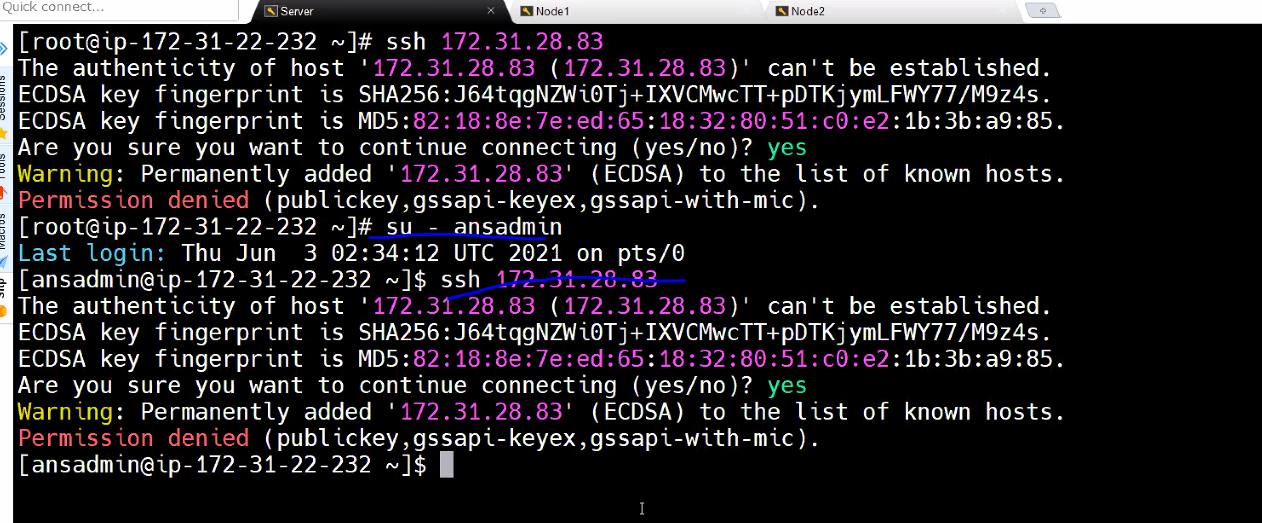 Quick connect...
Server
Node1
Node2
[root@ip-172-31-22-232 ~]# ssh 172.31.28.83
The authenticity of host '172.31.28.83 (172.31.28.83)' can't be established.
ECDSA key fingerprint is SHA256:J64tqgNZWi0Tj+IXVCMwcTT+pDTKjymLFWY77/M9z4s.
ECDSA key fingerprint is MD5:82:18:8e:7e:ed:65:18:32:80:51:c0:e2:1b:3b:a9:85.
Are you sure you want to continue connecting (yes/no)? yes
Warning: Permanently added '172.31.28.83' (ECDSA) to the list of known hosts.
Permission denied (publickey,gssapi-keyex,gssapi-with-mic).
[root@ip-172-31-22-232 ~]# su - ansadmin
Last login: Thu Jun  3 02:34:12 UTC 2021 on pts/0
[ansadmin@ip-172-31-22-232 ~]$ ssh 172.31.28.83
The authenticity of host '172.31.28.83 (172.31.28.83)' can't be established.
ECDSA key fingerprint is SHA256:J64tqgNZWi0Tj+IXVCMwcTT+pDTKjymLFWY77/M9z4s.
ECDSA key fingerprint is MD5:82:18:8e:7e:ed:65:18:32:80:51:c0:e2:1b:3b:a9:85.
Are you sure you want to continue connecting (yes/no)? yes
Warning: Permanently added '172.31.28.83' (ECDSA) to the list of known hosts.
Permission denied (publickey,gssapi-keyex,gssapi-with-mic).
[ansadmin@ip-172-31-22-232 ~]$
Sessions
Tools
Macros
Sftp